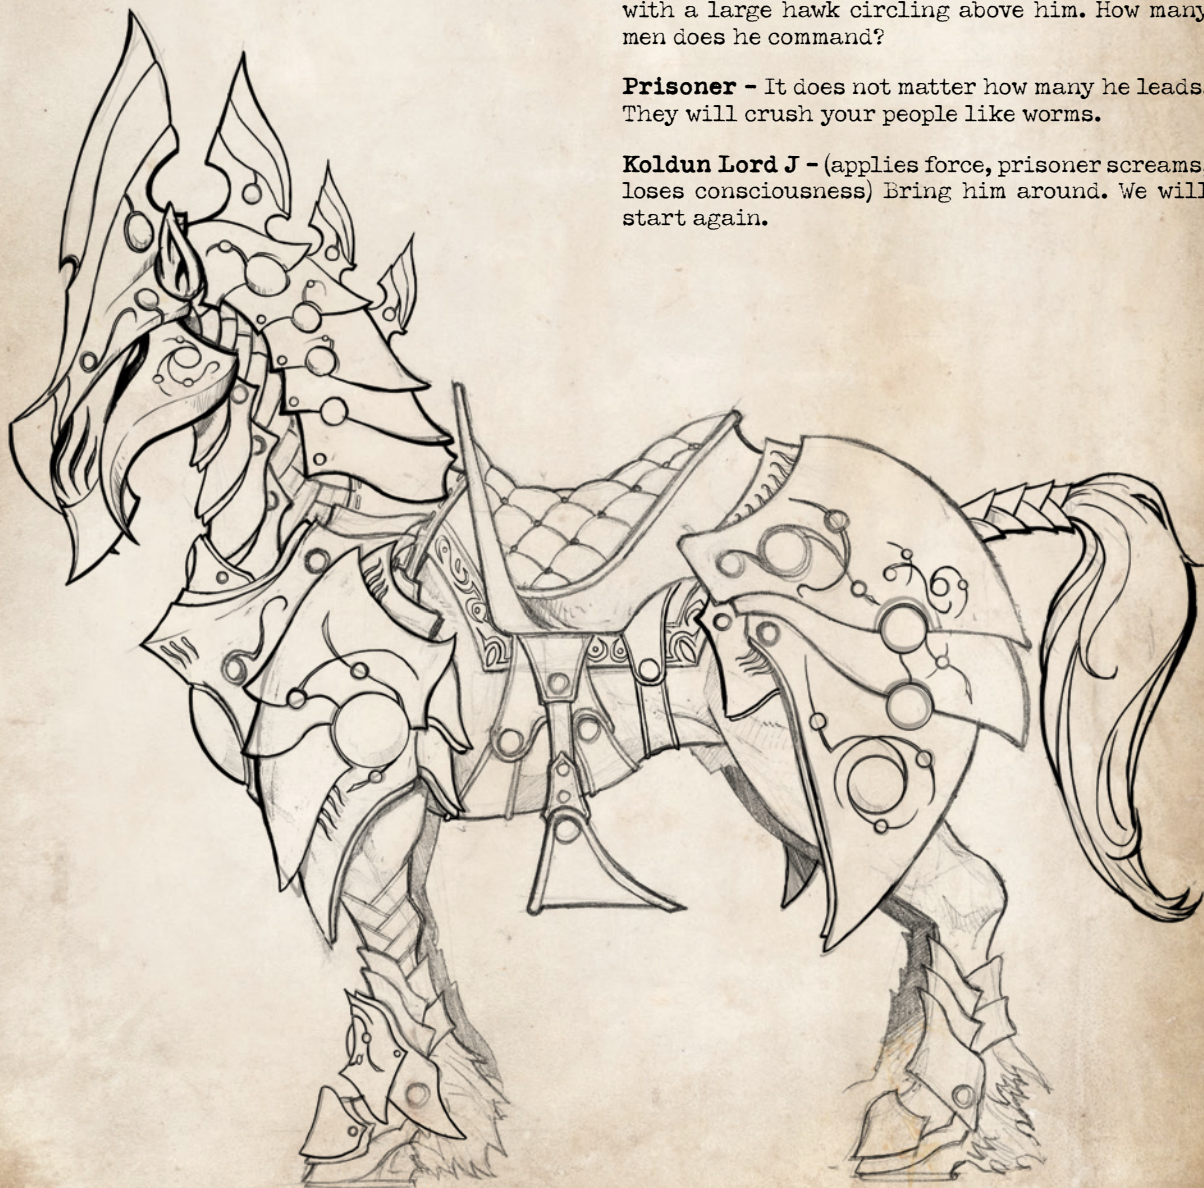 with a large hawk circling above him. How many
men does he command?
Prisoner - It does not matter how many he leads.
They will crush your people like worms.
Koldun Lord J - (applies force, prisoner screams,
loses consciousness) Bring him around. We will
start again.